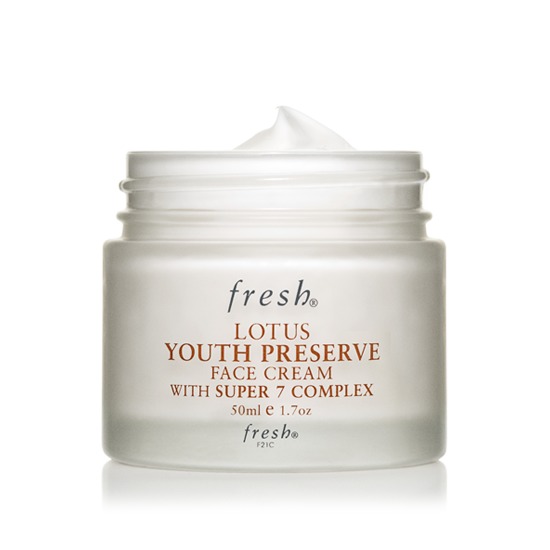 fresh®
LOTUS
YOUTH PRESERVE
FACE CREAM
WITH SUPER 7 COMPLEX
50ml e 1.7oz
fresh®
F21C